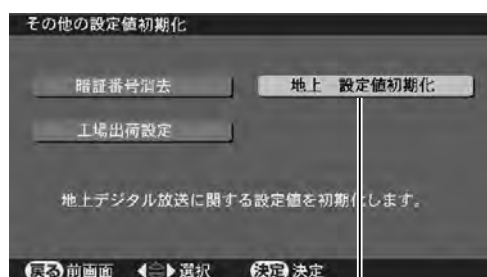 その他の設定値初期化
暗証番号消去 地上 設定値初期化
工場出荷設定
地上デジタル放送に関する設定値を初期化します。
戻る 前画面 選択 決定 決定